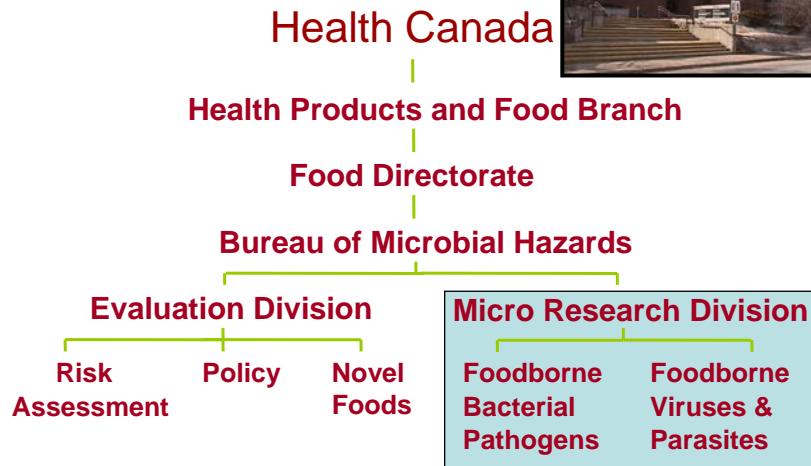 Health Canada
Health Products and Food Branch
Food Directorate
Bureau of Microbial Hazards
Evaluation Division
Micro Research Division
Risk
Assessment
Policy
Novel
Foods
Foodborne
Bacterial
Pathogens
Foodborne
Viruses &
Parasites